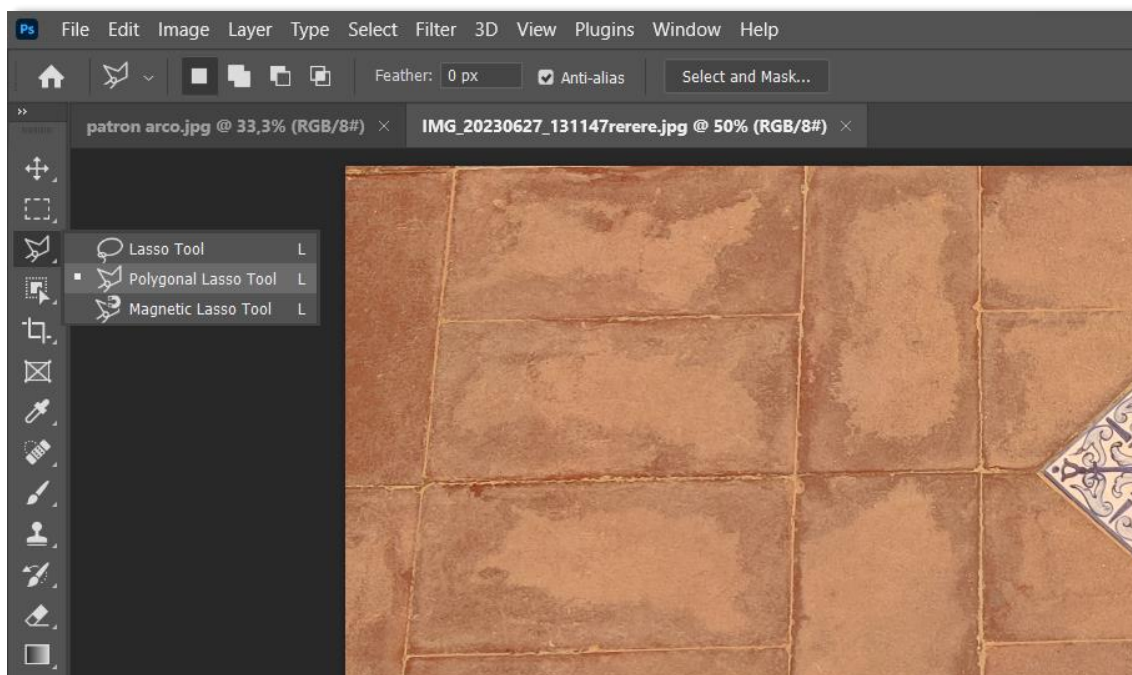 Ps File Edit Image Layer Type Select Filter 3D View Plugins Window Help
Feather: 0 px Anti-alias Select and Mask...
patron arco.jpg @ 33,3% (RGB/8#) × IMG_20230627_131147rerere.jpg @ 50% (RGB/8#) ×
Lasso Tool L
Polygonal Lasso Tool L
Magnetic Lasso Tool L